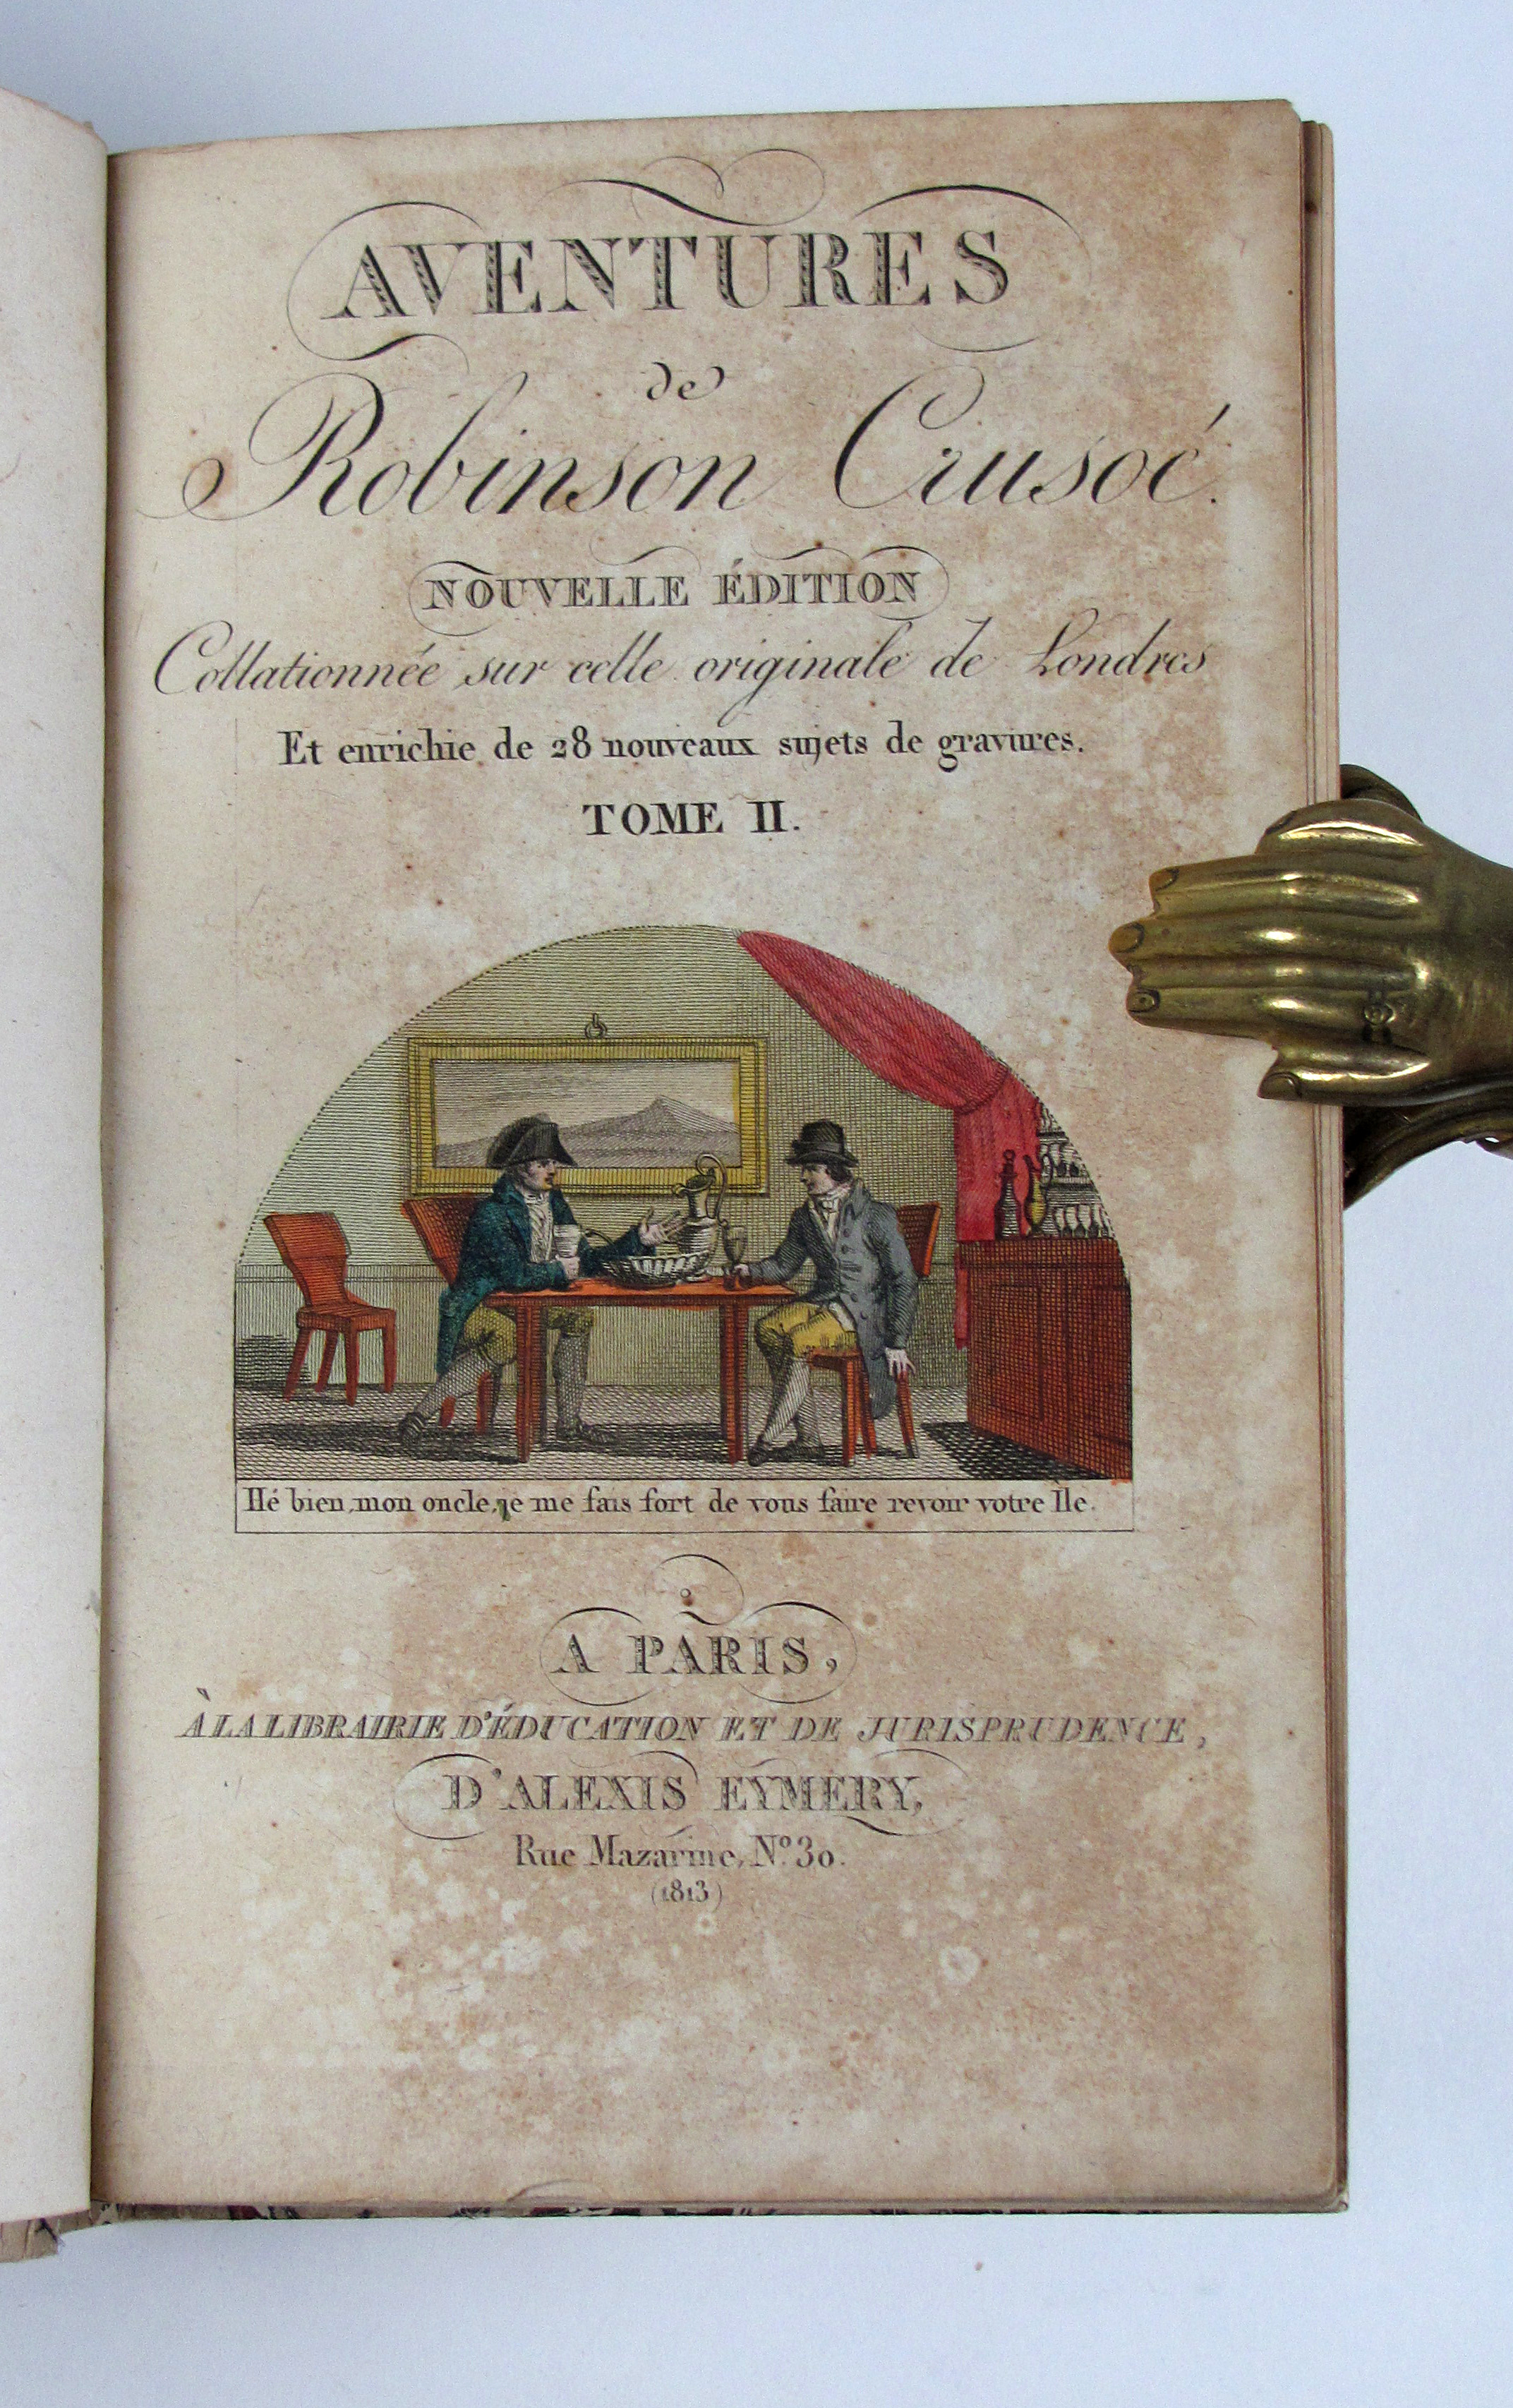 AVENTURES
de
Robinson Crusoé.
NOUVELLE ÉDITION
Collationnée sur celle originale de Londres
Et enrichie de 28 nouveaux sujets de gravures.
TOME II.
Hé bien, mon oncle, je me fais fort de vous faire revoir votre Ile.
A PARIS,
À LA LIBRAIRIE D'ÉDUCATION ET DE JURISPRUDENCE,
D'ALEXIS EYMERY,
Rue Mazarine, Nº 30.
(1813)